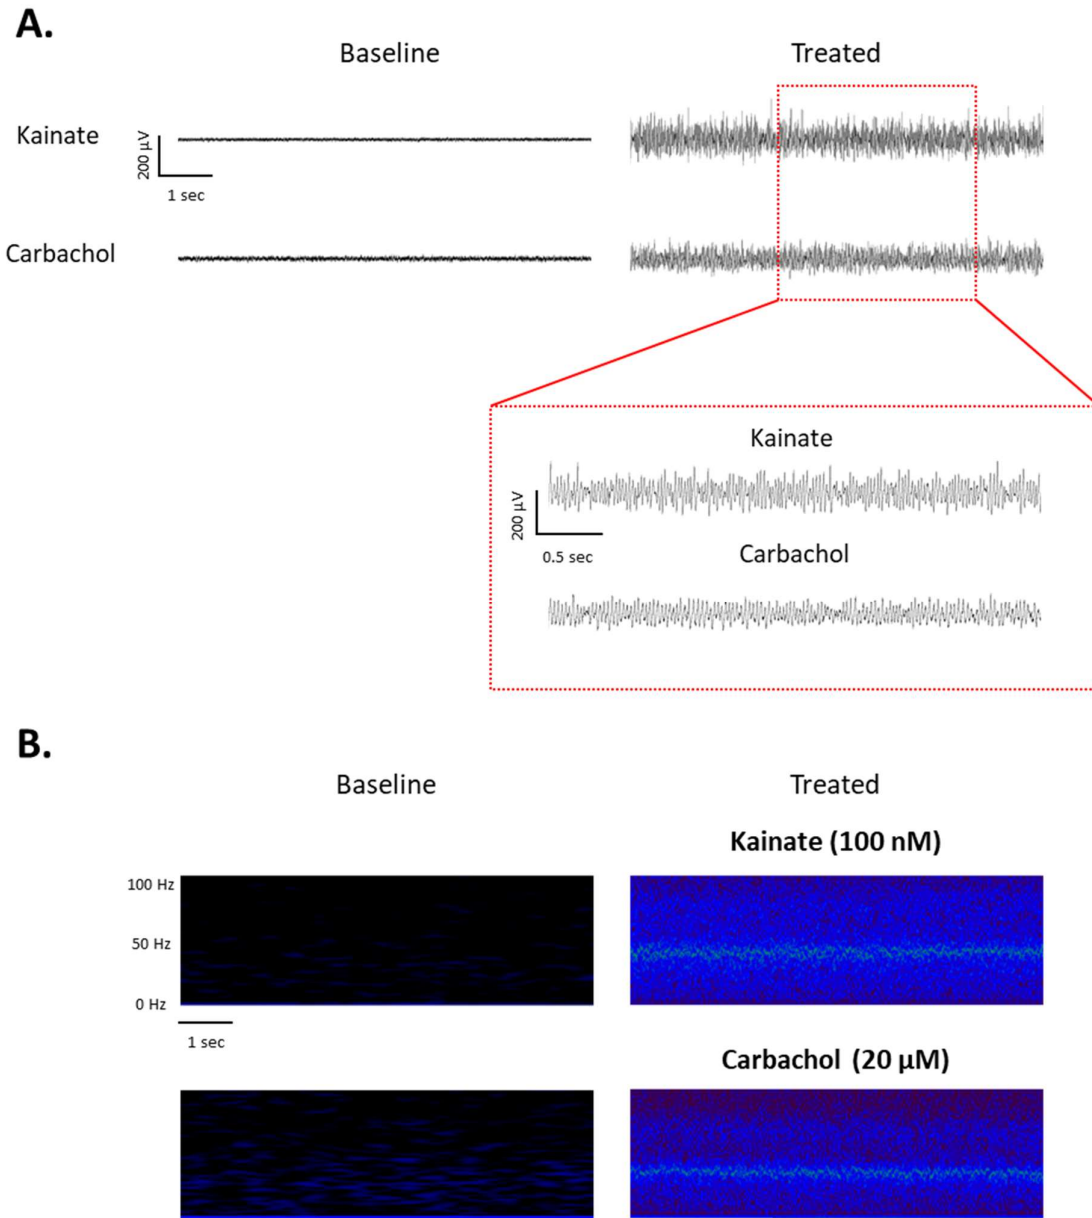 A.
Baseline Treated
Kainate
200 µV
1 sec
Carbachol
Kainate
200 µV
0.5 sec
Carbachol
B.
Baseline Treated
Kainate (100 nM)
100 Hz
50 Hz
0 Hz
1 sec
Carbachol (20 µM)